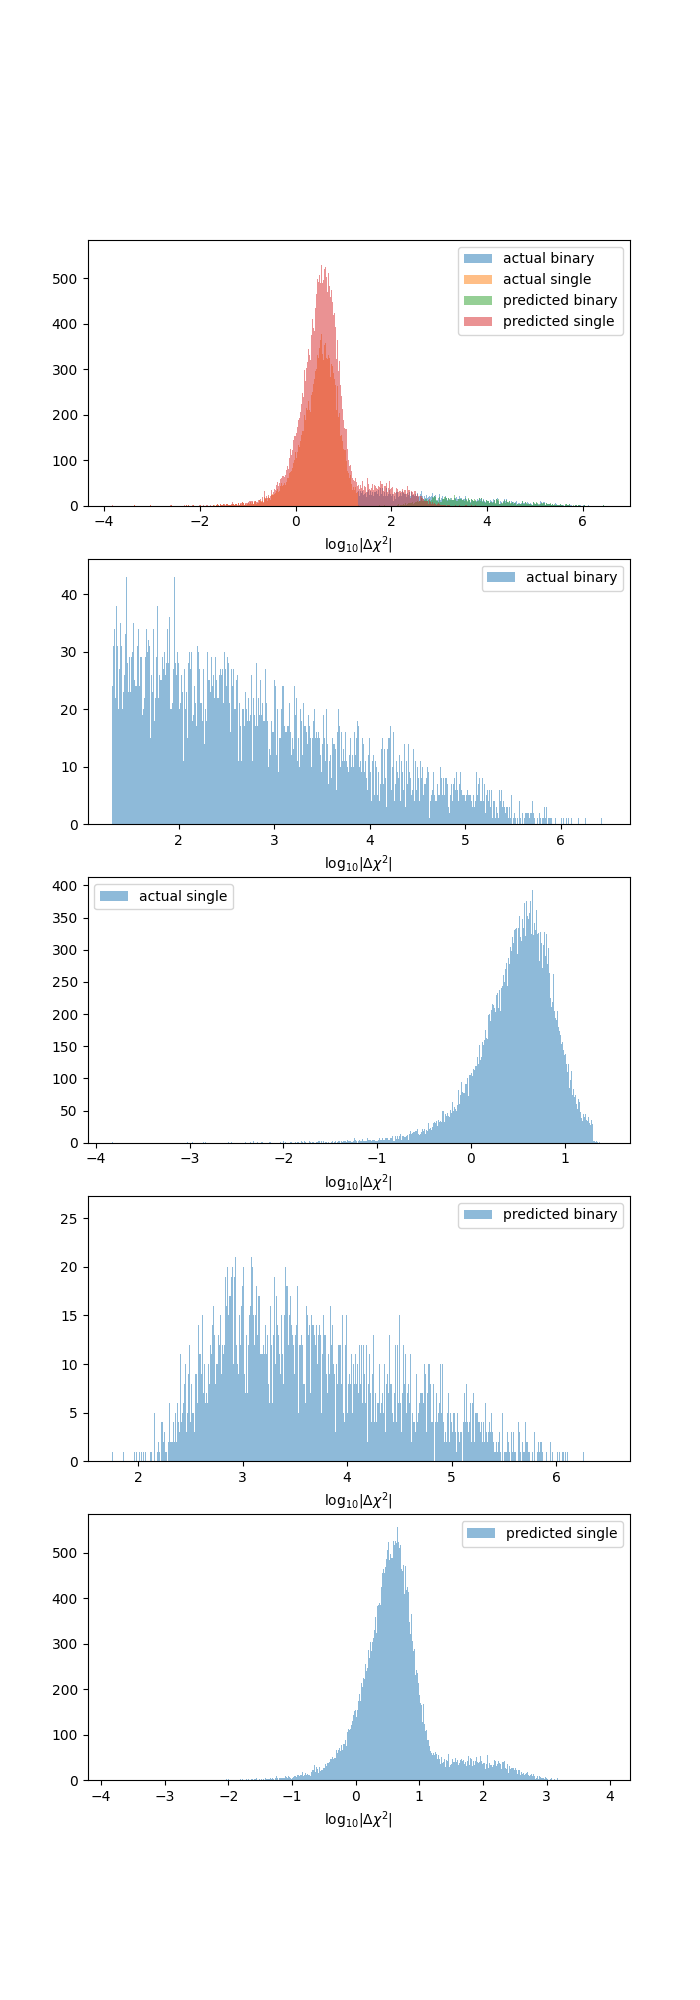 500
400
300
200
100
0
actual binary
actual single
predicted binary
predicted single
−4 −2 0 2 4 6
log₁₀|Δχ²|
40
30
20
10
0
actual binary
2 3 4 5 6
log₁₀|Δχ²|
400
350
300
250
200
150
100
50
0
actual single
−4 −3 −2 −1 0 1
log₁₀|Δχ²|
25
20
15
10
5
0
predicted binary
2 3 4 5 6
log₁₀|Δχ²|
500
400
300
200
100
0
predicted single
−4 −3 −2 −1 0 1 2 3 4
log₁₀|Δχ²|